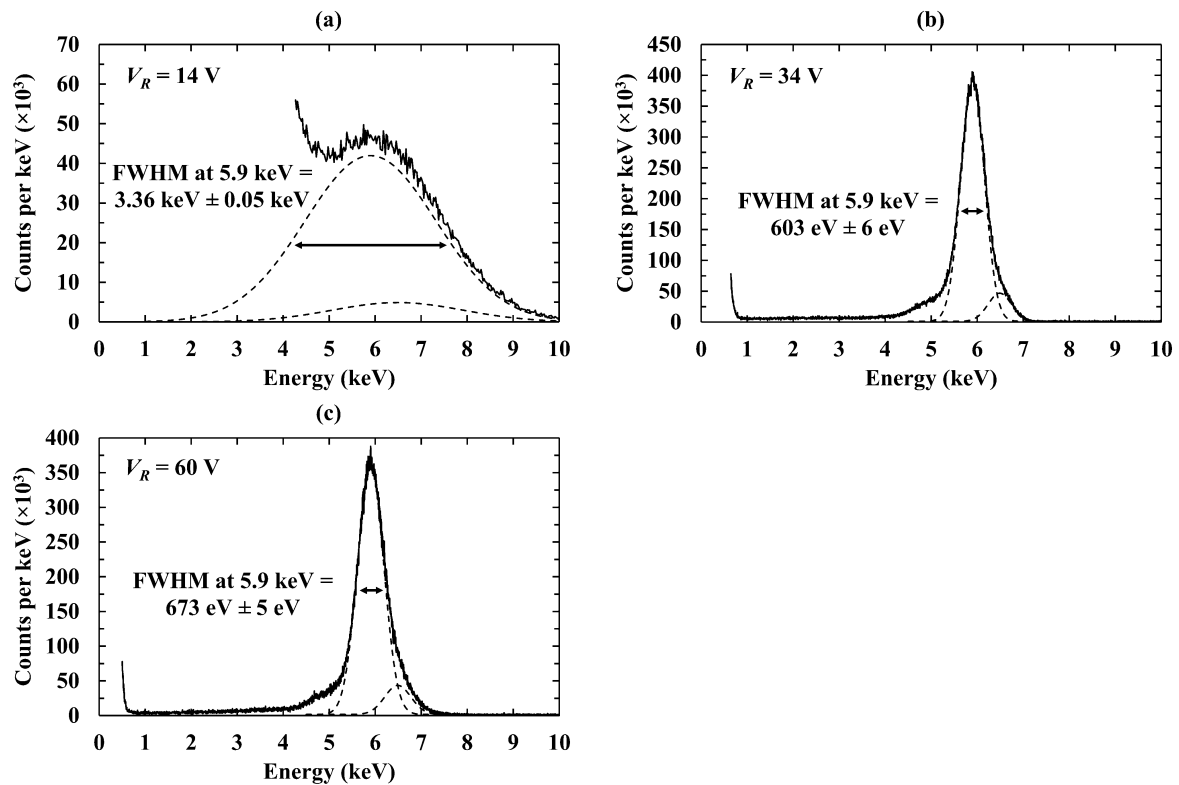 (a)
V_R = 14 V
Counts per keV (×10³)
70
60
50
40
30
20
10
0
FWHM at 5.9 keV =
3.36 keV ± 0.05 keV
0 1 2 3 4 5 6 7 8 9 10
Energy (keV)
(b)
V_R = 34 V
Counts per keV (×10³)
450
400
350
300
250
200
150
100
50
0
FWHM at 5.9 keV =
603 eV ± 6 eV
0 1 2 3 4 5 6 7 8 9 10
Energy (keV)
(c)
V_R = 60 V
Counts per keV (×10³)
400
350
300
250
200
150
100
50
0
FWHM at 5.9 keV =
673 eV ± 5 eV
0 1 2 3 4 5 6 7 8 9 10
Energy (keV)